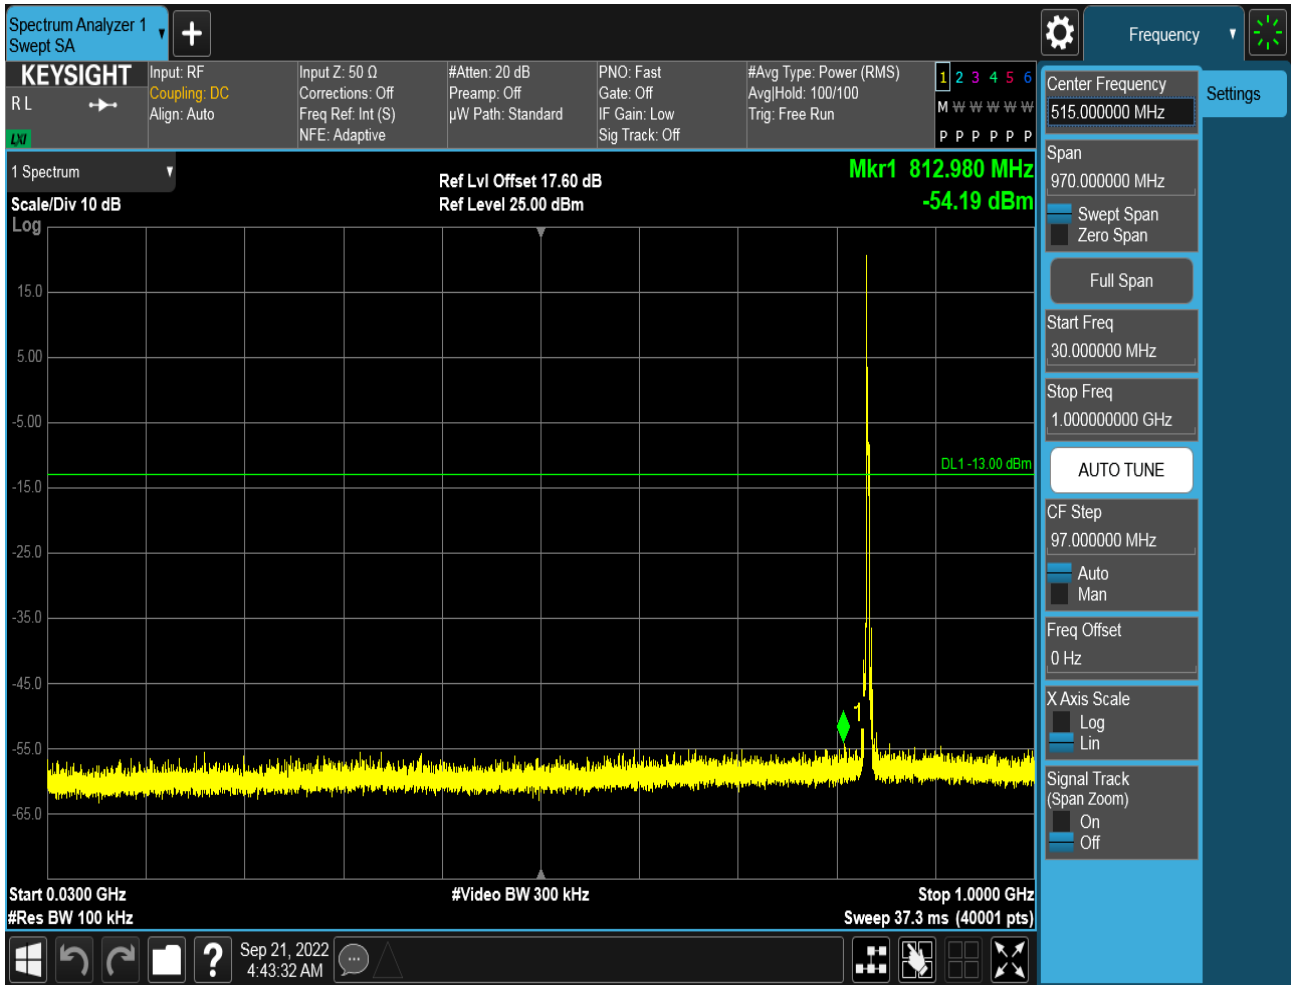 Spectrum Analyzer 1
Swept SA
Frequency
KEYSIGHT
R L
LXI
Input: RF
Coupling: DC
Align: Auto
Input Z: 50 Ω
Corrections: Off
Freq Ref: Int (S)
NFE: Adaptive
#Atten: 20 dB
Preamp: Off
µW Path: Standard
PNO: Fast
Gate: Off
IF Gain: Low
Sig Track: Off
#Avg Type: Power (RMS)
Avg|Hold: 100/100
Trig: Free Run
1 2 3 4 5 6
M W W W W W
P P P P P P
1 Spectrum
Scale/Div 10 dB
Log
Ref Lvl Offset 17.60 dB
Ref Level 25.00 dBm
Mkr1 812.980 MHz
-54.19 dBm
15.0
5.00
-5.00
-15.0
-25.0
-35.0
-45.0
-55.0
-65.0
DL1 -13.00 dBm
1
Start 0.0300 GHz
#Res BW 100 kHz
#Video BW 300 kHz
Stop 1.0000 GHz
Sweep 37.3 ms (40001 pts)
Center Frequency
515.000000 MHz
Settings
Span
970.000000 MHz
Swept Span
Zero Span
Full Span
Start Freq
30.000000 MHz
Stop Freq
1.000000000 GHz
AUTO TUNE
CF Step
97.000000 MHz
Auto
Man
Freq Offset
0 Hz
X Axis Scale
Log
Lin
Signal Track
(Span Zoom)
On
Off
?
Sep 21, 2022
4:43:32 AM